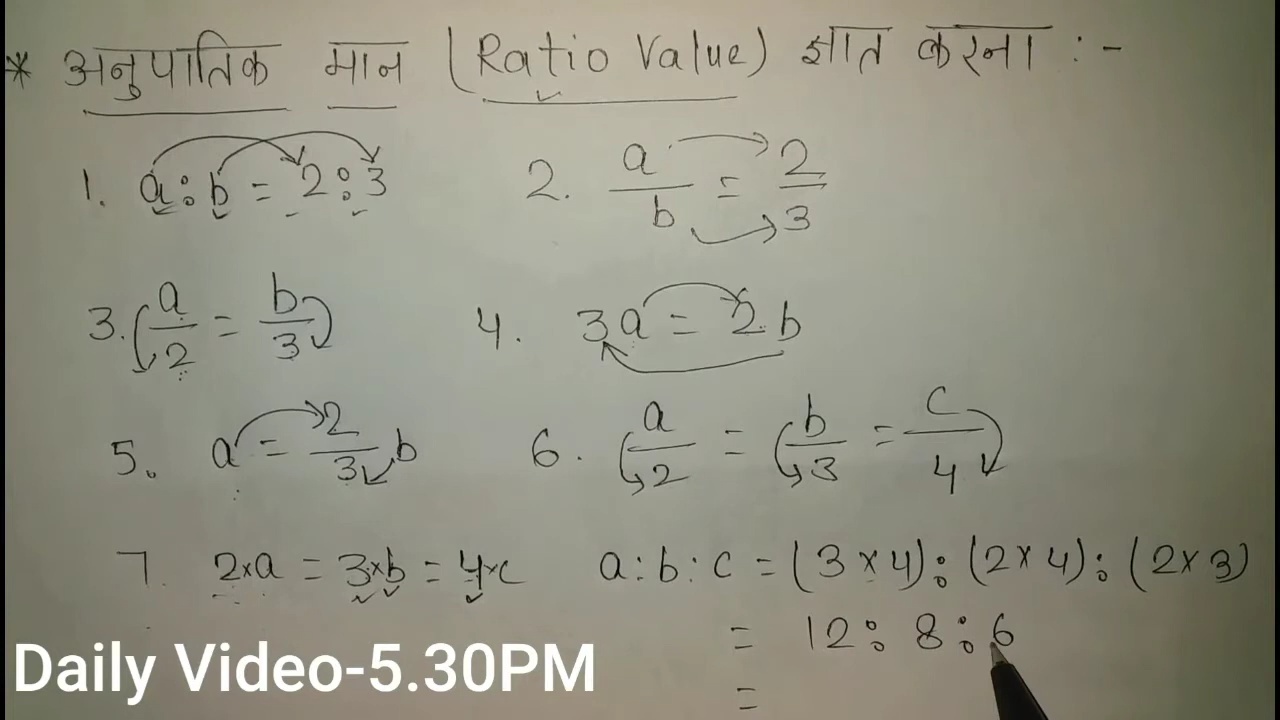 * अनुपातिक मान (Ratio Value) ज्ञात करना :-
1. a:b = 2:3
2. a/b = 2/3
3. a/2 = b/3
4. 3a = 2b
5. a = 2/3 b
6. a/2 = b/3 = c/4
7. 2×a = 3×b = 4×c a:b:c = (3×4):(2×4):(2×3)
= 12:8:6
=
Daily Video-5.30PM